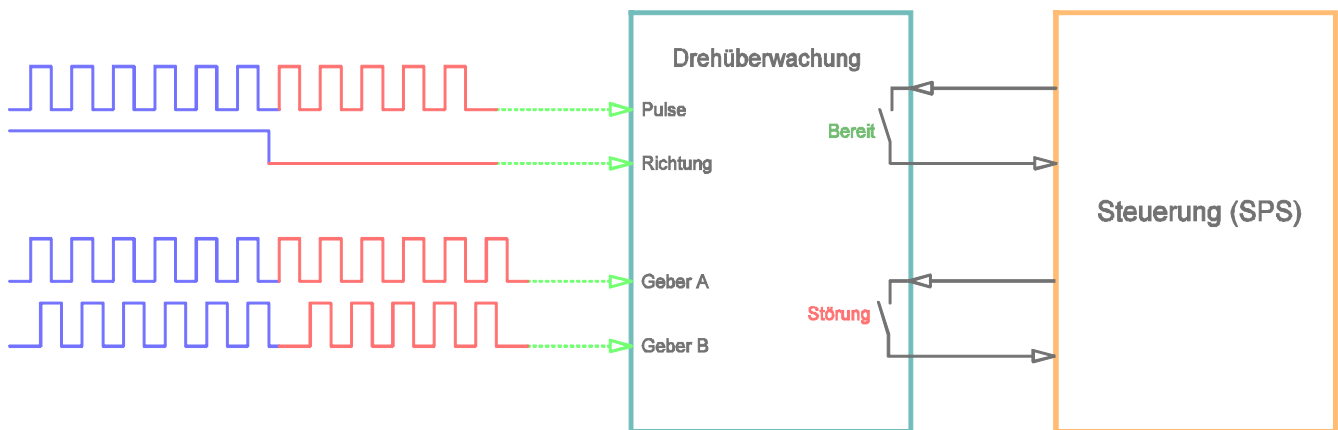 Drehüberwachung
Pulse
Bereit
Richtung
Steuerung (SPS)
Geber A
Störung
Geber B